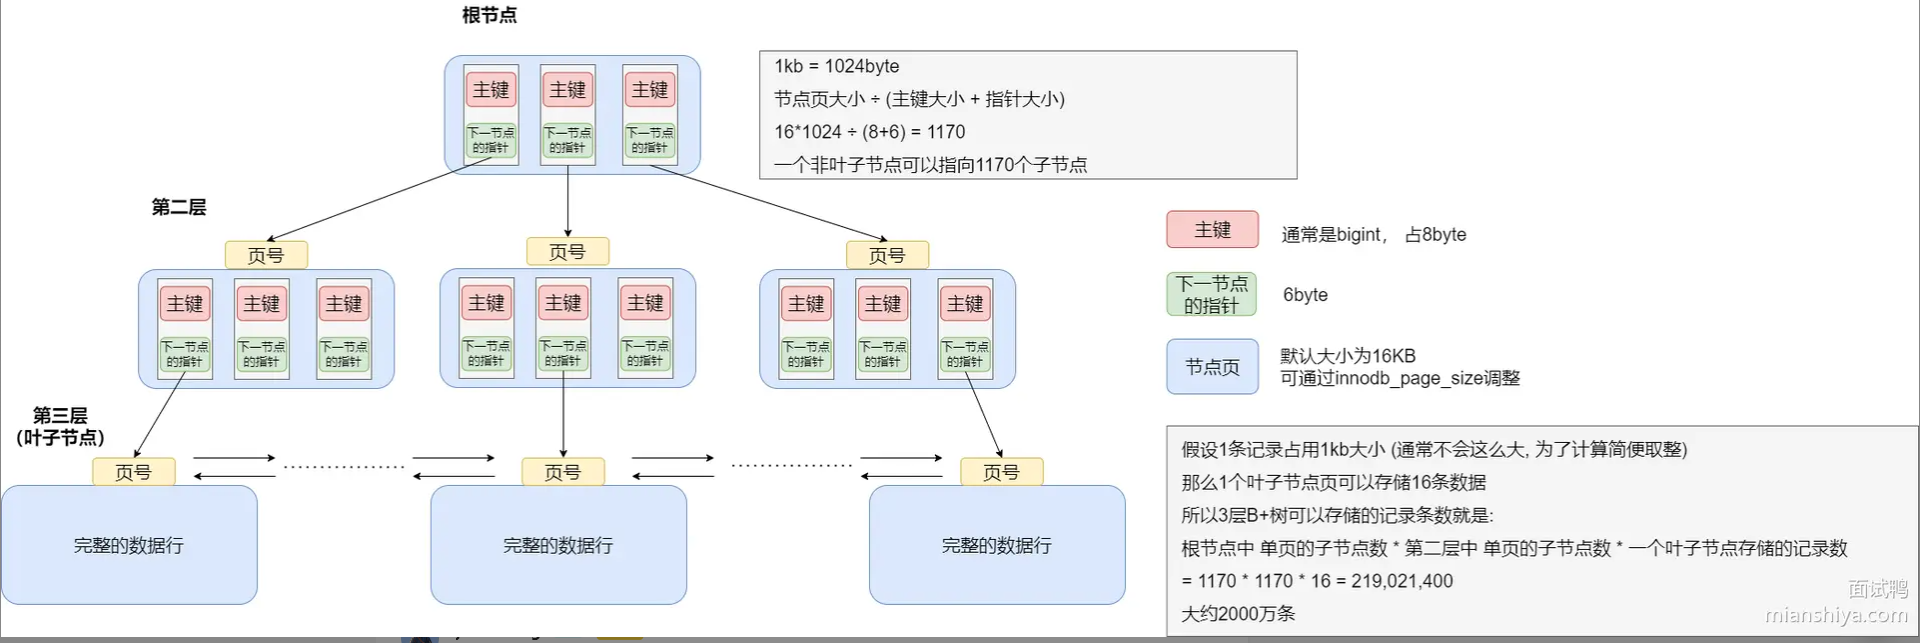 根节点
主键 主键 主键
下一节点 下一节点 下一节点
的指针 的指针 的指针
1kb = 1024byte
节点页大小 ÷ (主键大小 + 指针大小)
16*1024 ÷ (8+6) = 1170
一个非叶子节点可以指向1170个子节点
第二层
页号 页号 页号
主键 主键 主键 主键 主键 主键 主键 主键 主键
下一节点 下一节点 下一节点 下一节点 下一节点 下一节点 下一节点 下一节点 下一节点
的指针 的指针 的指针 的指针 的指针 的指针 的指针 的指针 的指针
主键 通常是bigint， 占8byte
下一节点
的指针
6byte
节点页
默认大小为16KB
可通过innodb_page_size调整
第三层
（叶子节点）
页号 页号 页号
完整的数据行 完整的数据行 完整的数据行
假设1条记录占用1kb大小 (通常不会这么大, 为了计算简便取整)
那么1个叶子节点页可以存储16条数据
所以3层B+树可以存储的记录条数就是:
根节点中 单页的子节点数 * 第二层中 单页的子节点数 * 一个叶子节点存储的记录数
= 1170 * 1170 * 16 = 219,021,400
大约2000万条
面试鸭
mianshiya.com